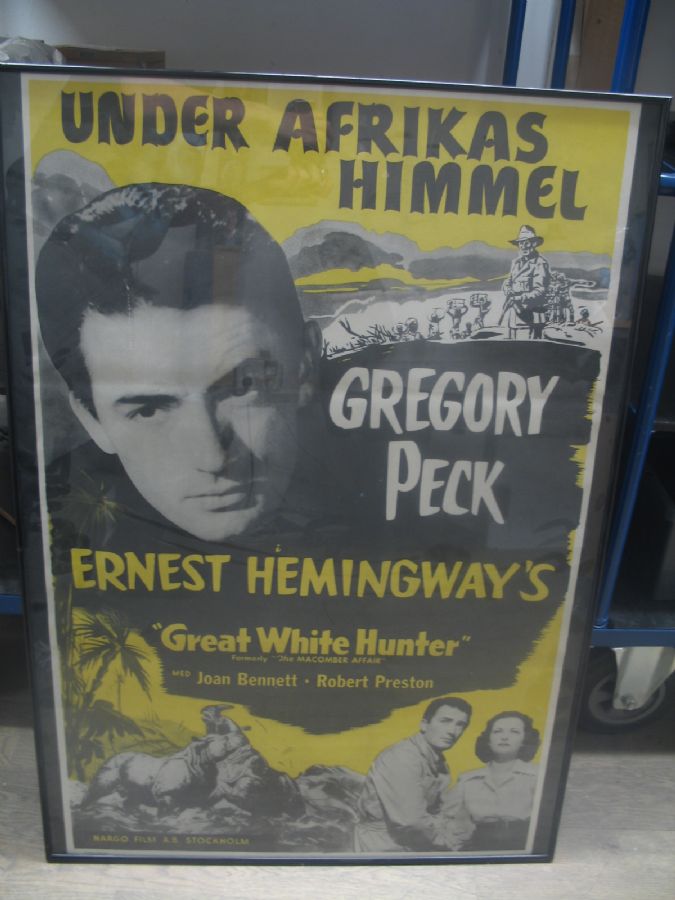 UNDER AFRIKAS
HIMMEL
GREGORY
PECK
i
ERNEST HEMINGWAY'S
"Great White Hunter"
Formerly "The MACOMBER AFFAIR"
MED Joan Bennett · Robert Preston
NARGO FILM A.B. STOCKHOLM